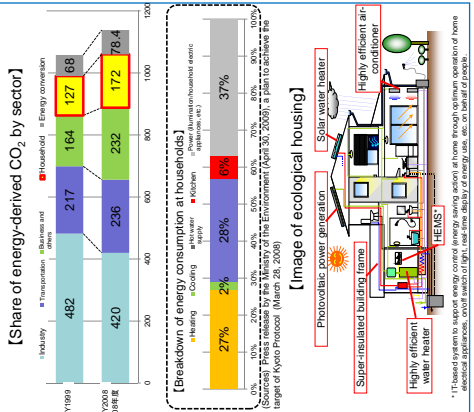 【Share of energy-derived CO2 by sector】
Industry
Transportation
Business and others
Household
Energy conversion
Y1999
482
217
164
127
68
Y2008
08年度
420
236
232
172
78.4
0
200
400
600
800
1000
1200
【Breakdown of energy consumption at households】
Heating
Cooling
Hot water supply
Kitchen
Power (illumination/household electric appliances, etc.)
27%
2%
28%
6%
37%
0%
10%
20%
30%
40%
50%
60%
70%
80%
90%
100%
(Sources) Press release by the Ministry of the Environment (April 30, 2009), a plan to achieve the
target of Kyoto Protocol (March 28, 2008)
【Image of ecological housing】
Photovoltaic power generation
Solar water heater
Highly efficient air-conditioner
Super-insulated building frame
HEMS*
Highly efficient water heater
* IT-based system to support energy control (energy saving action) at home through optimum operation of home
electrical appliances, on/off switch of light, real-time display of energy use, etc. on behalf of people.